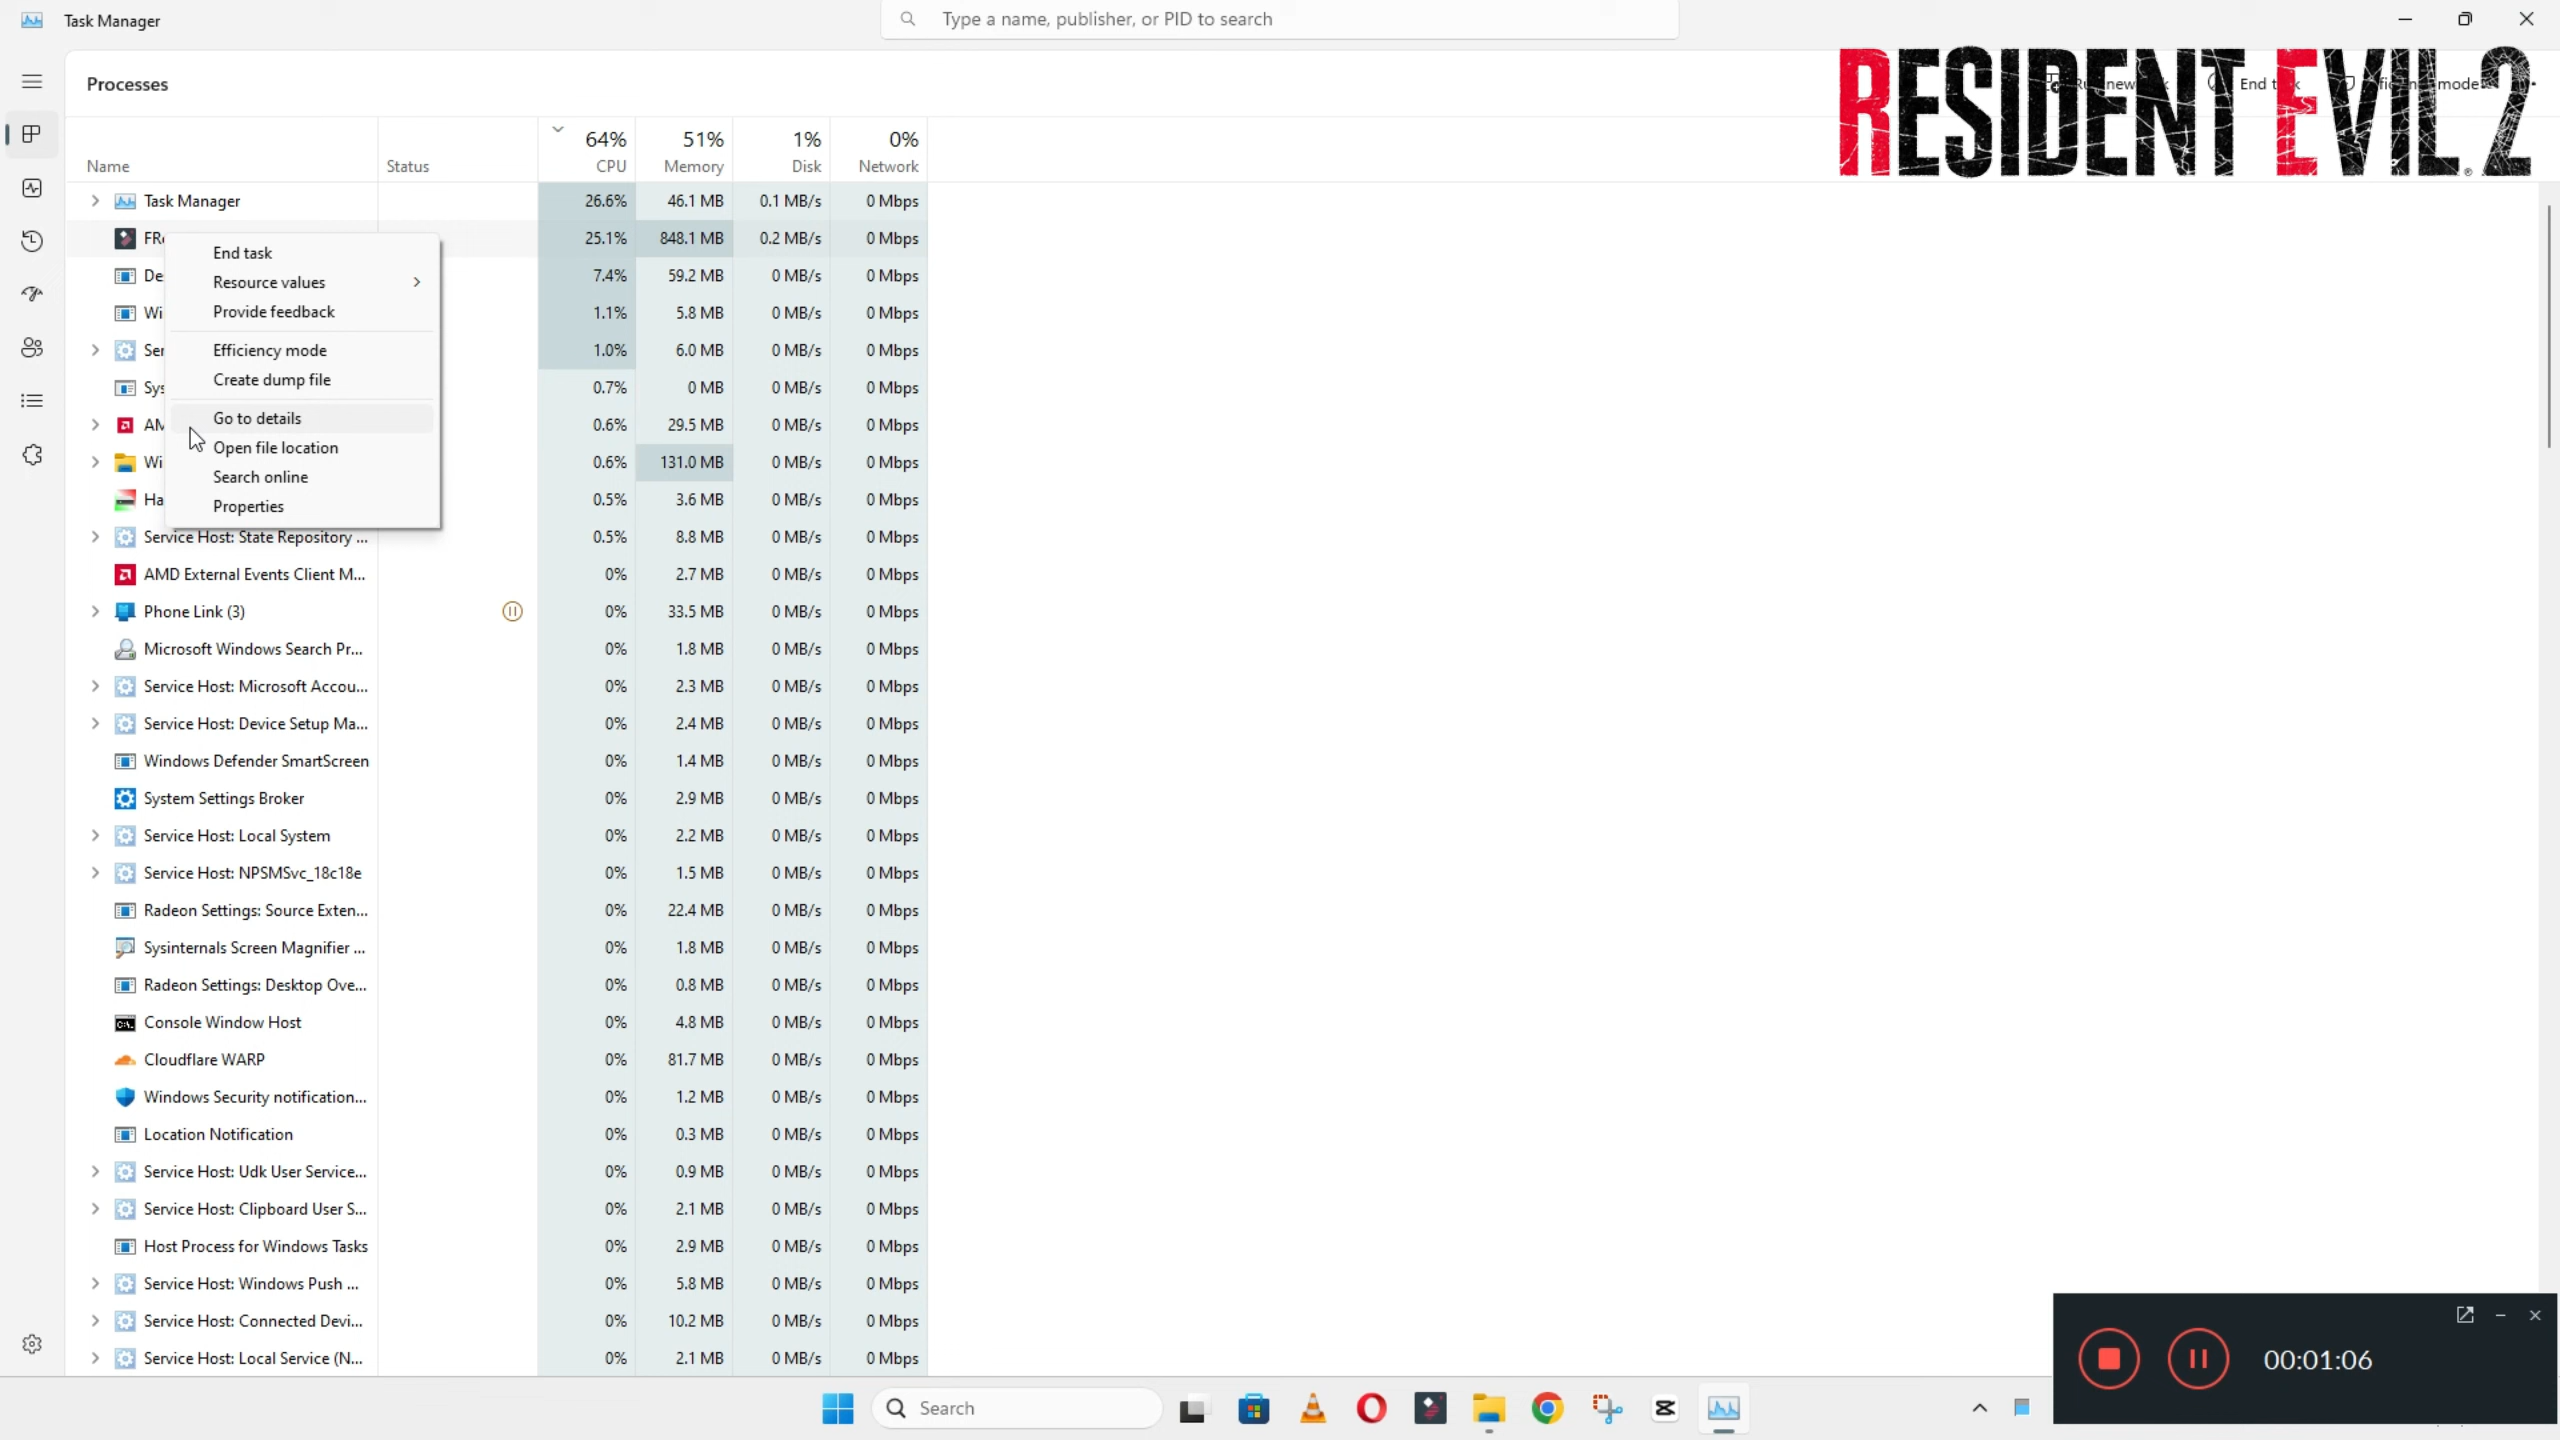 Task Manager
Type a name, publisher, or PID to search
RESIDENT EVIL 2
Processes
End
mode
64% 51% 1% 0%
Name Status CPU Memory Disk Network
Task Manager 26.6% 46.1 MB 0.1 MB/s 0 Mbps
25.1% 848.1 MB 0.2 MB/s 0 Mbps
7.4% 59.2 MB 0 MB/s 0 Mbps
1.1% 5.8 MB 0 MB/s 0 Mbps
1.0% 6.0 MB 0 MB/s 0 Mbps
0.7% 0 MB 0 MB/s 0 Mbps
0.6% 29.5 MB 0 MB/s 0 Mbps
0.6% 131.0 MB 0 MB/s 0 Mbps
0.5% 3.6 MB 0 MB/s 0 Mbps
End task
Resource values
Provide feedback
Efficiency mode
Create dump file
Go to details
Open file location
Search online
Properties
Service Host: State Repository ... 0.5% 8.8 MB 0 MB/s 0 Mbps
AMD External Events Client M... 0% 2.7 MB 0 MB/s 0 Mbps
Phone Link (3) 0% 33.5 MB 0 MB/s 0 Mbps
Microsoft Windows Search Pr... 0% 1.8 MB 0 MB/s 0 Mbps
Service Host: Microsoft Accou... 0% 2.3 MB 0 MB/s 0 Mbps
Service Host: Device Setup Ma... 0% 2.4 MB 0 MB/s 0 Mbps
Windows Defender SmartScreen 0% 1.4 MB 0 MB/s 0 Mbps
System Settings Broker 0% 2.9 MB 0 MB/s 0 Mbps
Service Host: Local System 0% 2.2 MB 0 MB/s 0 Mbps
Service Host: NPSMSvc_18c18e 0% 1.5 MB 0 MB/s 0 Mbps
Radeon Settings: Source Exten... 0% 22.4 MB 0 MB/s 0 Mbps
Sysinternals Screen Magnifier ... 0% 1.8 MB 0 MB/s 0 Mbps
Radeon Settings: Desktop Ove... 0% 0.8 MB 0 MB/s 0 Mbps
Console Window Host 0% 4.8 MB 0 MB/s 0 Mbps
Cloudflare WARP 0% 81.7 MB 0 MB/s 0 Mbps
Windows Security notification... 0% 1.2 MB 0 MB/s 0 Mbps
Location Notification 0% 0.3 MB 0 MB/s 0 Mbps
Service Host: Udk User Service... 0% 0.9 MB 0 MB/s 0 Mbps
Service Host: Clipboard User S... 0% 2.1 MB 0 MB/s 0 Mbps
Host Process for Windows Tasks 0% 2.9 MB 0 MB/s 0 Mbps
Service Host: Windows Push ... 0% 5.8 MB 0 MB/s 0 Mbps
Service Host: Connected Devi... 0% 10.2 MB 0 MB/s 0 Mbps
Service Host: Local Service (N... 0% 2.1 MB 0 MB/s 0 Mbps
00:01:06
Search